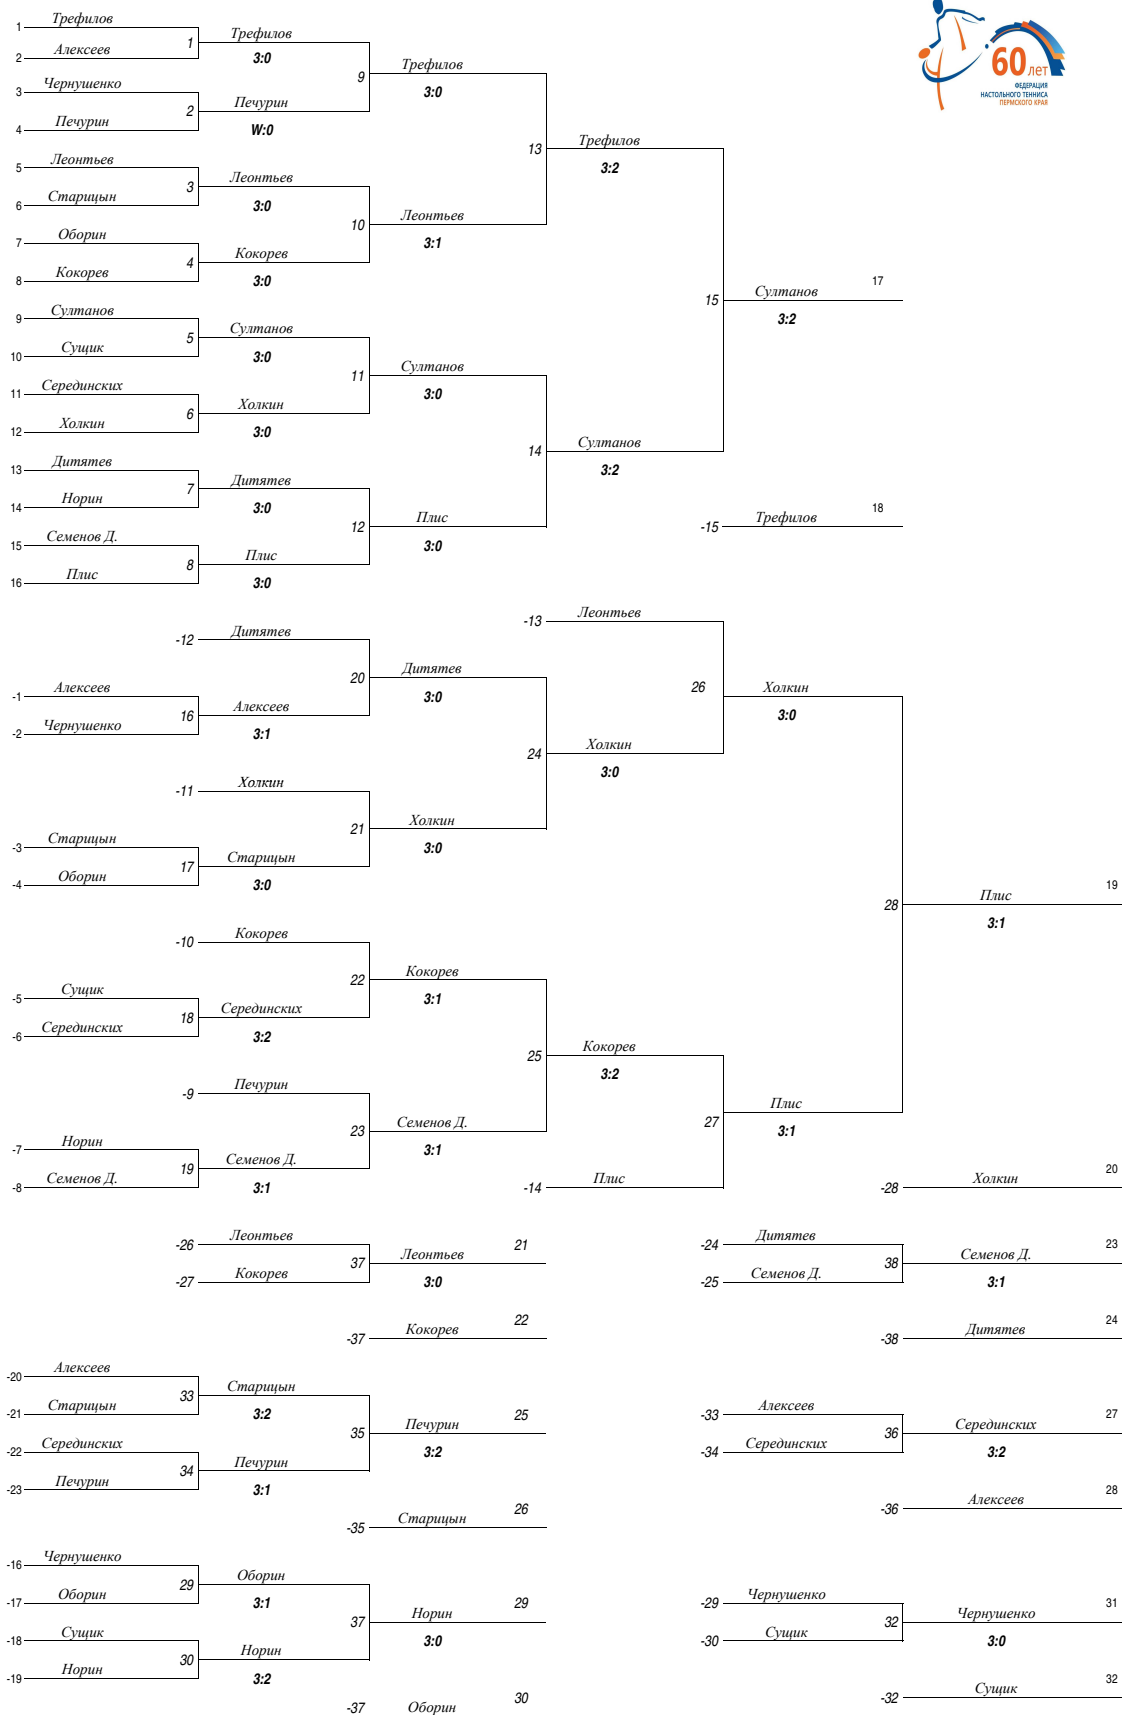 60 лет
ФЕДЕРАЦИЯ
НАСТОЛЬНОГО ТЕННИСА
ПЕРМСКОГО КРАЯ
1 Трефилов
1 Трефилов
2 Алексеев
3:0
9 Трефилов
3 Чернушенко
3:0
2 Печурин
4 Печурин
W:0
13 Трефилов
5 Леонтьев
3:2
3 Леонтьев
6 Старицын
3:0
10 Леонтьев
7 Оборин
3:1
4 Кокорев
8 Кокорев
3:0
15 Султанов 17
9 Султанов
3:2
5 Султанов
10 Сущик
3:0
11 Султанов
11 Серединских
3:0
6 Холкин
12 Холкин
3:0
14 Султанов
13 Дитятев
3:2
7 Дитятев
14 Норин
3:0
12 Плис
-15 Трефилов 18
15 Семенов Д.
3:0
8 Плис
16 Плис
3:0
-13 Леонтьев
-12 Дитятев
20 Дитятев
26 Холкин
-1 Алексеев
3:0
3:0
16 Алексеев
-2 Чернушенко
3:1
24 Холкин
3:0
-11 Холкин
21 Холкин
-3 Старицын
3:0
17 Старицын
-4 Оборин
3:0
28 Плис 19
3:1
-10 Кокорев
22 Кокорев
-5 Сущик
3:1
18 Серединских
-6 Серединских
3:2
25 Кокорев
3:2
-9 Печурин
27 Плис
3:1
23 Семенов Д.
-7 Норин
3:1
19 Семенов Д.
-8 Семенов Д.
3:1
-14 Плис
-28 Холкин 20
-26 Леонтьев
37 Леонтьев 21
-27 Кокорев
3:0
-24 Дитятев
38 Семенов Д. 23
-25 Семенов Д.
3:1
-37 Кокорев 22
-38 Дитятев 24
-20 Алексеев
33 Старицын
-21 Старицын
3:2
35 Печурин 25
3:2
-22 Серединских
34 Печурин
-23 Печурин
3:1
-33 Алексеев
36 Серединских 27
-34 Серединских
3:2
-35 Старицын 26
-36 Алексеев 28
-16 Чернушенко
29 Оборин
-17 Оборин
3:1
37 Норин 29
3:0
-18 Сущик
30 Норин
-19 Норин
3:2
-29 Чернушенко
32 Чернушенко 31
-30 Сущик
3:0
-37 Оборин 30
-32 Сущик 32